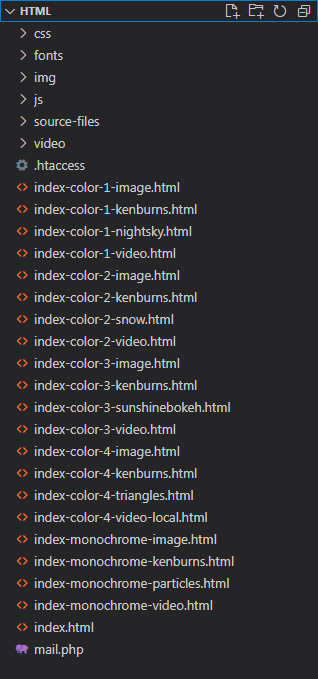 HTML
css
fonts
img
js
source-files
video
.htaccess
index-color-1-image.html
index-color-1-kenburns.html
index-color-1-nightsky.html
index-color-1-video.html
index-color-2-image.html
index-color-2-kenburns.html
index-color-2-snow.html
index-color-2-video.html
index-color-3-image.html
index-color-3-kenburns.html
index-color-3-sunshinebokeh.html
index-color-3-video.html
index-color-4-image.html
index-color-4-kenburns.html
index-color-4-triangles.html
index-color-4-video-local.html
index-monochrome-image.html
index-monochrome-kenburns.html
index-monochrome-particles.html
index-monochrome-video.html
index.html
mail.php